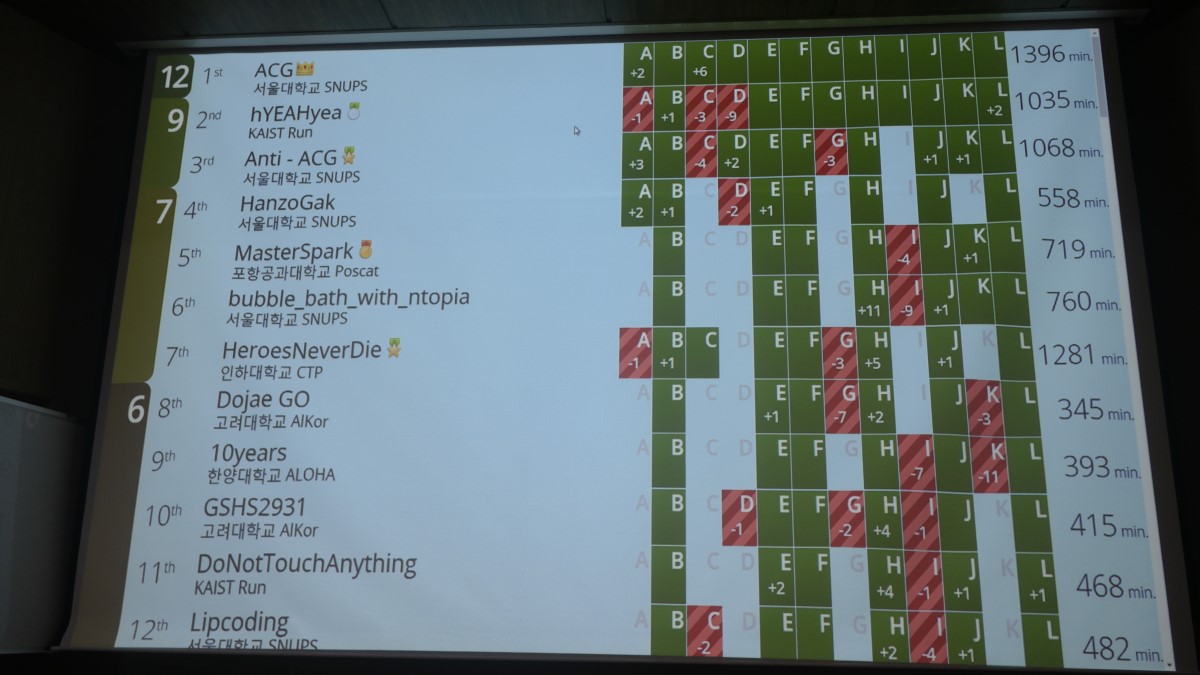 12 1st ACG A B C D E F G H I J K L 1396 min.
서울대학교 SNUPS +2 +6
9 2nd hYEAHyea A B C D E F G H I J K L 1035 min.
KAIST Run -1 +1 -3 -9 +2
3rd Anti - ACG A B C D E F G H I J K L 1068 min.
서울대학교 SNUPS +3 -4 +2 -3 +1 +1
7 4th HanzoGak A B C D E F G H I J K L 558 min.
서울대학교 SNUPS +2 +1 -2 +1
5th MasterSpark A B C D E F G H I J K L 719 min.
포항공과대학교 Poscat -4 +1
6th bubble_bath_with_ntopia A B C D E F G H I J K L 760 min.
서울대학교 SNUPS +11 -9 +1
7th HeroesNeverDie A B C D E F G H I J K L 1281 min.
인하대학교 CTP -1 +1 -3 +5 +1
6 8th Dojae GO A B C D E F G H I J K L 345 min.
고려대학교 AlKor +1 -7 +2 -3
9th 10years A B C D E F G H I J K L 393 min.
한양대학교 ALOHA -7 -11
10th GSHS2931 A B C D E F G H I J K L 415 min.
고려대학교 AlKor -1 -2 +4 -1
11th DoNotTouchAnything A B C D E F G H I J K L 468 min.
KAIST Run +2 +4 -1 +1 +1
12th Lipcoding A B C D E F G H I J K L 482 min.
서울대학교 SNUPS -2 +2 -4 +1